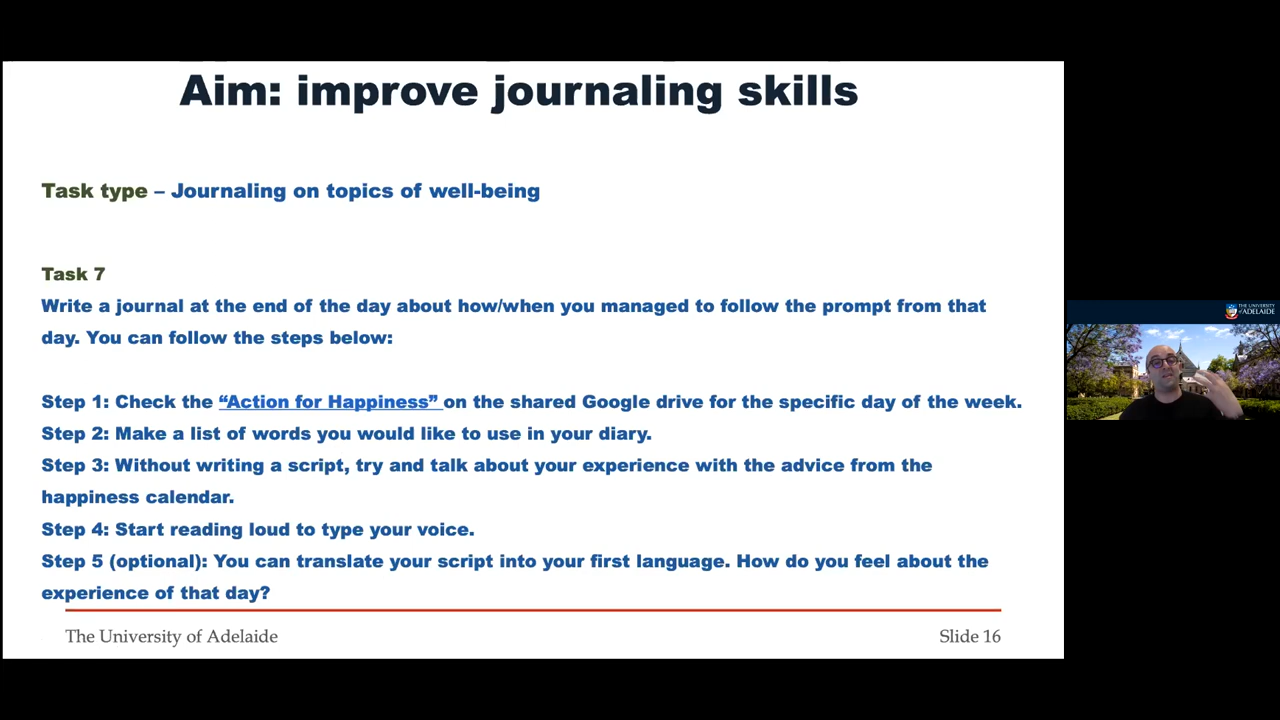 Aim: improve journaling skills
Task type – Journaling on topics of well-being
Task 7
Write a journal at the end of the day about how/when you managed to follow the prompt from that
day. You can follow the steps below:
Step 1: Check the “Action for Happiness” on the shared Google drive for the specific day of the week.
Step 2: Make a list of words you would like to use in your diary.
Step 3: Without writing a script, try and talk about your experience with the advice from the
happiness calendar.
Step 4: Start reading loud to type your voice.
Step 5 (optional): You can translate your script into your first language. How do you feel about the
experience of that day?
The University of Adelaide
Slide 16
THE UNIVERSITY
of ADELAIDE